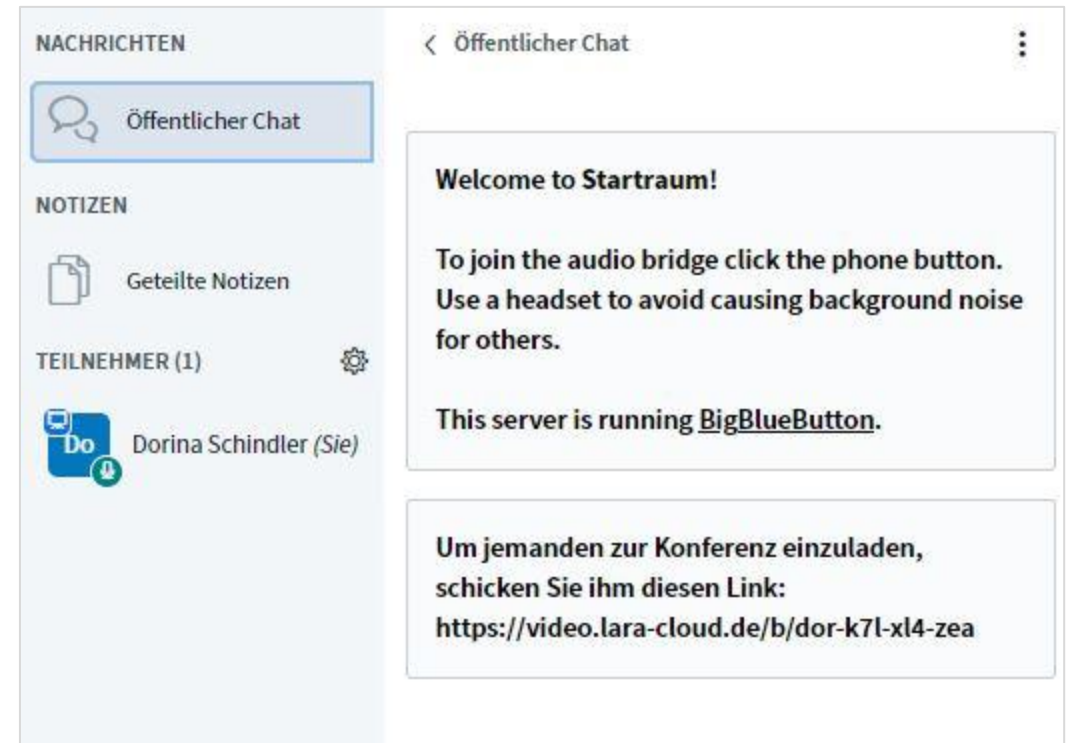 NACHRICHTEN
Öffentlicher Chat
NOTIZEN
Geteilte Notizen
TEILNEHMER (1)
Do
Dorina Schindler (Sie)
Öffentlicher Chat
Welcome to Startraum!
To join the audio bridge click the phone button.
Use a headset to avoid causing background noise
for others.
This server is running BigBlueButton.
Um jemanden zur Konferenz einzuladen,
schicken Sie ihm diesen Link:
https://video.lara-cloud.de/b/dor-k7l-xl4-zea